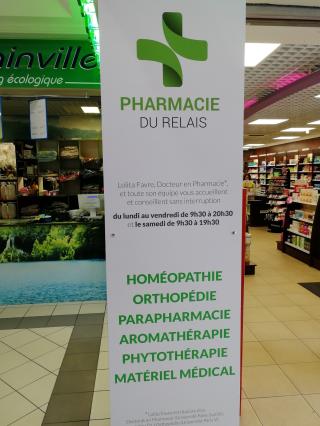 ainville
g écologique
PHARMACIE
DU RELAIS
Lolita Favre, Docteur en Pharmacie*,
et toute son équipe vous accueillent
et conseillent sans interruption
du lundi au vendredi de 9h30 à 20h30
et le samedi de 9h30 à 19h30
HOMÉOPATHIE
ORTHOPÉDIE
PARAPHARMACIE
AROMATHÉRAPIE
PHYTOTHÉRAPIE
MATÉRIEL MÉDICAL